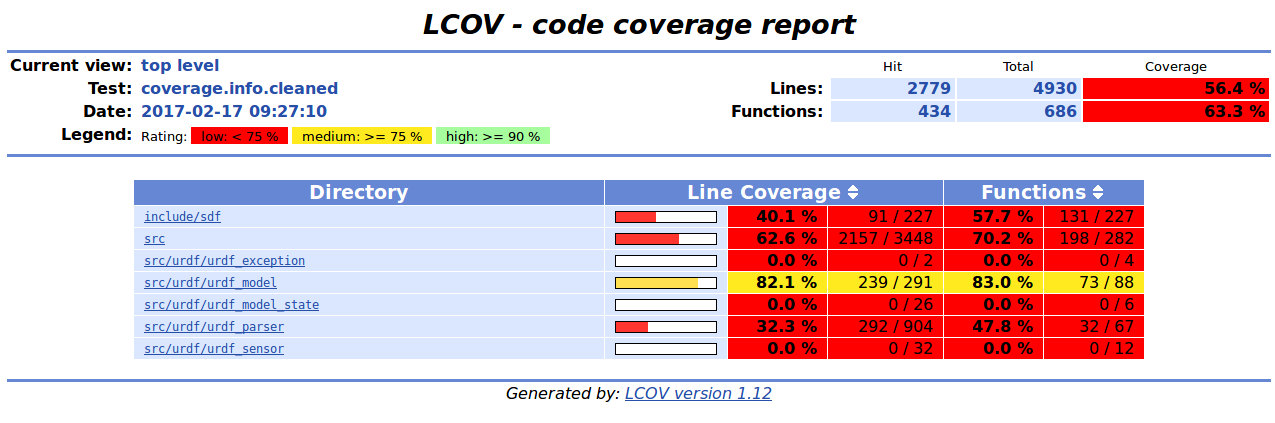 LCOV - code coverage report
Current view: top level Hit Total Coverage
Test: coverage.info.cleaned Lines: 2779 4930 56.4 %
Date: 2017-02-17 09:27:10 Functions: 434 686 63.3 %
Legend: Rating: low: < 75 % medium: >= 75 % high: >= 90 %
Directory Line Coverage Functions
include/sdf 40.1 % 91 / 227 57.7 % 131 / 227
src 62.6 % 2157 / 3448 70.2 % 198 / 282
src/urdf/urdf_exception 0.0 % 0 / 2 0.0 % 0 / 4
src/urdf/urdf_model 82.1 % 239 / 291 83.0 % 73 / 88
src/urdf/urdf_model_state 0.0 % 0 / 26 0.0 % 0 / 6
src/urdf/urdf_parser 32.3 % 292 / 904 47.8 % 32 / 67
src/urdf/urdf_sensor 0.0 % 0 / 32 0.0 % 0 / 12
Generated by: LCOV version 1.12